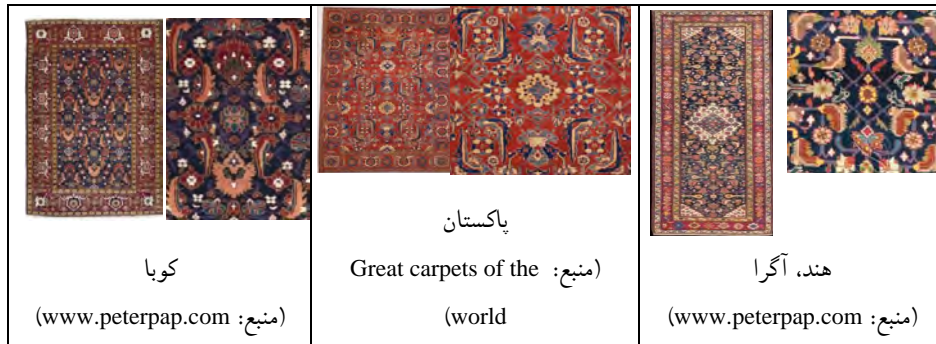 هند، آگرا
(منبع: www.peterpap.com)
پاکستان
(منبع: Great carpets of the
world)
کوبا
(منبع: www.peterpap.com)